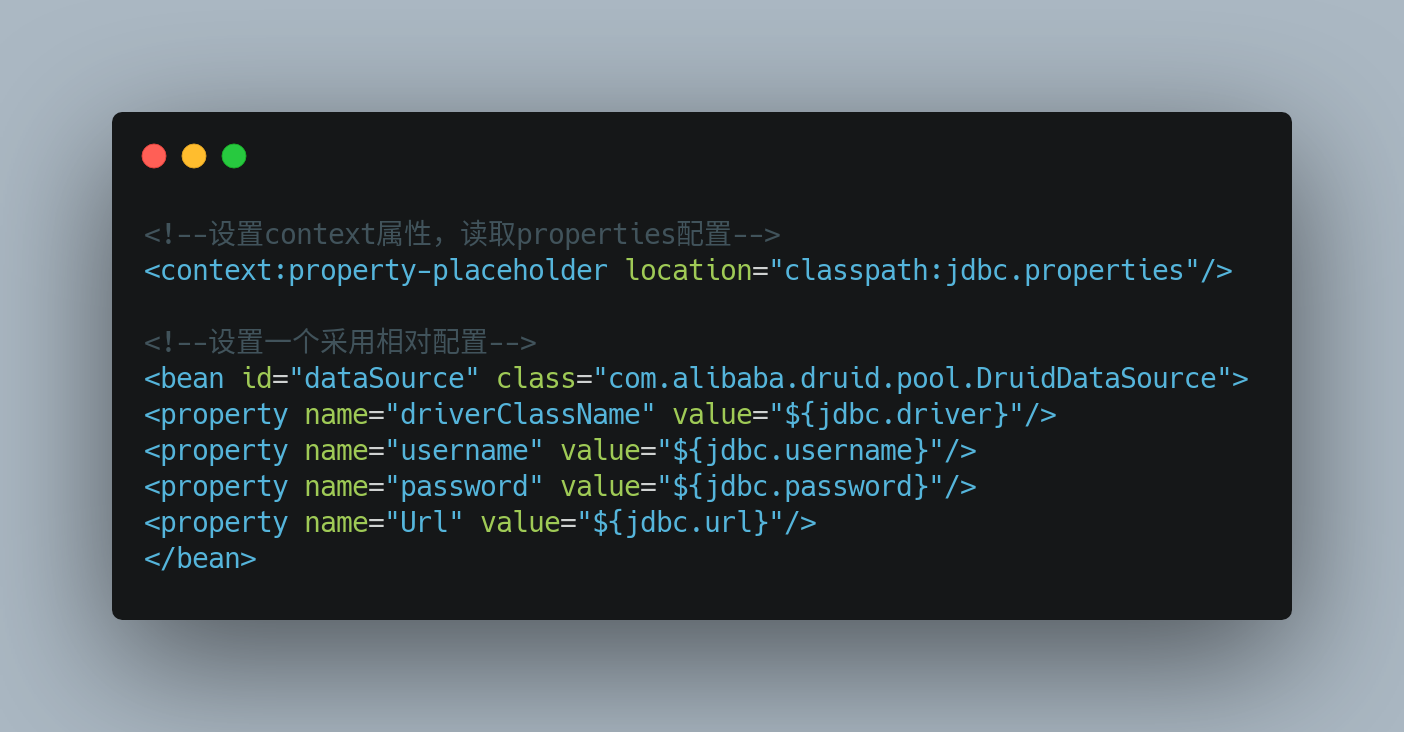 <!--设置context属性，读取properties配置-->
<context:property-placeholder location="classpath:jdbc.properties"/>
<!--设置一个采用相对配置-->
<bean id="dataSource" class="com.alibaba.druid.pool.DruidDataSource">
<property name="driverClassName" value="${jdbc.driver}"/>
<property name="username" value="${jdbc.username}"/>
<property name="password" value="${jdbc.password}"/>
<property name="Url" value="${jdbc.url}"/>
</bean>